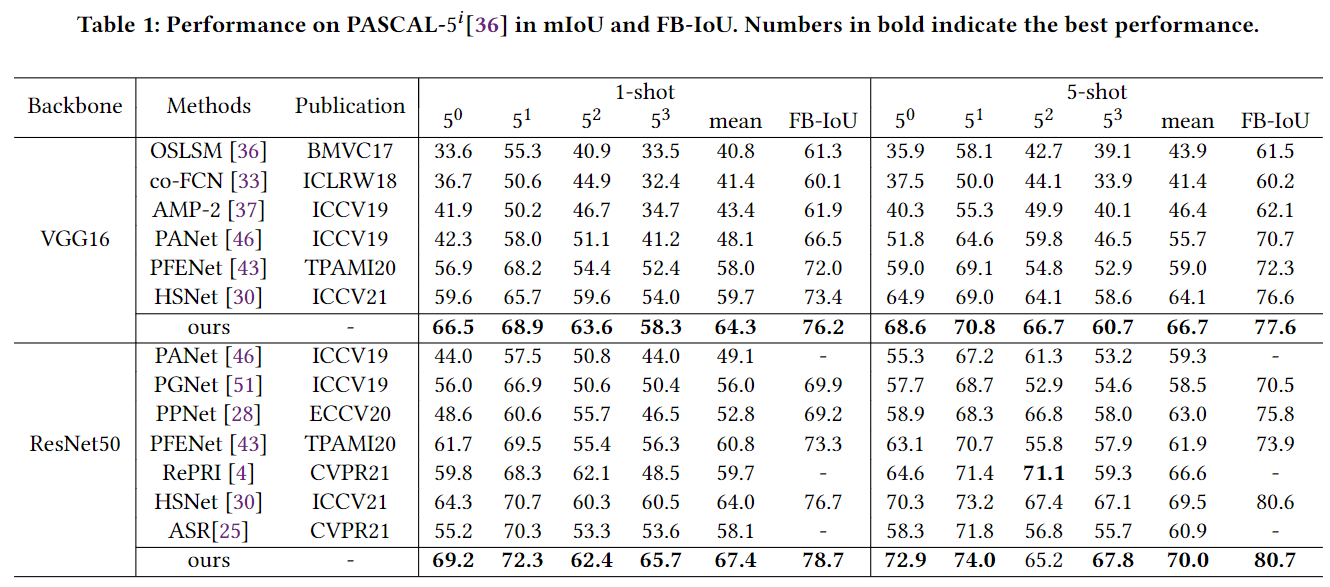 Table 1: Performance on PASCAL-5^i[36] in mIoU and FB-IoU. Numbers in bold indicate the best performance.
Backbone Methods Publication 1-shot 5-shot
5^0 5^1 5^2 5^3 mean FB-IoU 5^0 5^1 5^2 5^3 mean FB-IoU
OSLSM [36] BMVC17 33.6 55.3 40.9 33.5 40.8 61.3 35.9 58.1 42.7 39.1 43.9 61.5
co-FCN [33] ICLRW18 36.7 50.6 44.9 32.4 41.4 60.1 37.5 50.0 44.1 33.9 41.4 60.2
AMP-2 [37] ICCV19 41.9 50.2 46.7 34.7 43.4 61.9 40.3 55.3 49.9 40.1 46.4 62.1
VGG16 PANet [46] ICCV19 42.3 58.0 51.1 41.2 48.1 66.5 51.8 64.6 59.8 46.5 55.7 70.7
PFENet [43] TPAMI20 56.9 68.2 54.4 52.4 58.0 72.0 59.0 69.1 54.8 52.9 59.0 72.3
HSNet [30] ICCV21 59.6 65.7 59.6 54.0 59.7 73.4 64.9 69.0 64.1 58.6 64.1 76.6
ours - 66.5 68.9 63.6 58.3 64.3 76.2 68.6 70.8 66.7 60.7 66.7 77.6
PANet [46] ICCV19 44.0 57.5 50.8 44.0 49.1 - 55.3 67.2 61.3 53.2 59.3 -
PGNet [51] ICCV19 56.0 66.9 50.6 50.4 56.0 69.9 57.7 68.7 52.9 54.6 58.5 70.5
PPNet [28] ECCV20 48.6 60.6 55.7 46.5 52.8 69.2 58.9 68.3 66.8 58.0 63.0 75.8
ResNet50 PFENet [43] TPAMI20 61.7 69.5 55.4 56.3 60.8 73.3 63.1 70.7 55.8 57.9 61.9 73.9
RePRI [4] CVPR21 59.8 68.3 62.1 48.5 59.7 - 64.6 71.4 71.1 59.3 66.6 -
HSNet [30] ICCV21 64.3 70.7 60.3 60.5 64.0 76.7 70.3 73.2 67.4 67.1 69.5 80.6
ASR[25] CVPR21 55.2 70.3 53.3 53.6 58.1 - 58.3 71.8 56.8 55.7 60.9 -
ours - 69.2 72.3 62.4 65.7 67.4 78.7 72.9 74.0 65.2 67.8 70.0 80.7